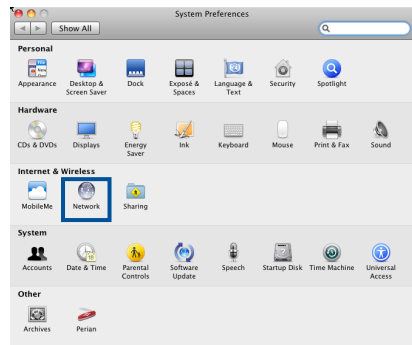 System Preferences
Show All
Personal
Appearance
Desktop & Screen Saver
Dock
Exposé & Spaces
Language & Text
Security
Spotlight
Hardware
CDs & DVDs
Displays
Energy Saver
Ink
Keyboard
Mouse
Print & Fax
Sound
Internet & Wireless
MobileMe
Network
Sharing
System
Accounts
Date & Time
Parental Controls
Software Update
Speech
Startup Disk
Time Machine
Universal Access
Other
Archives
Perian